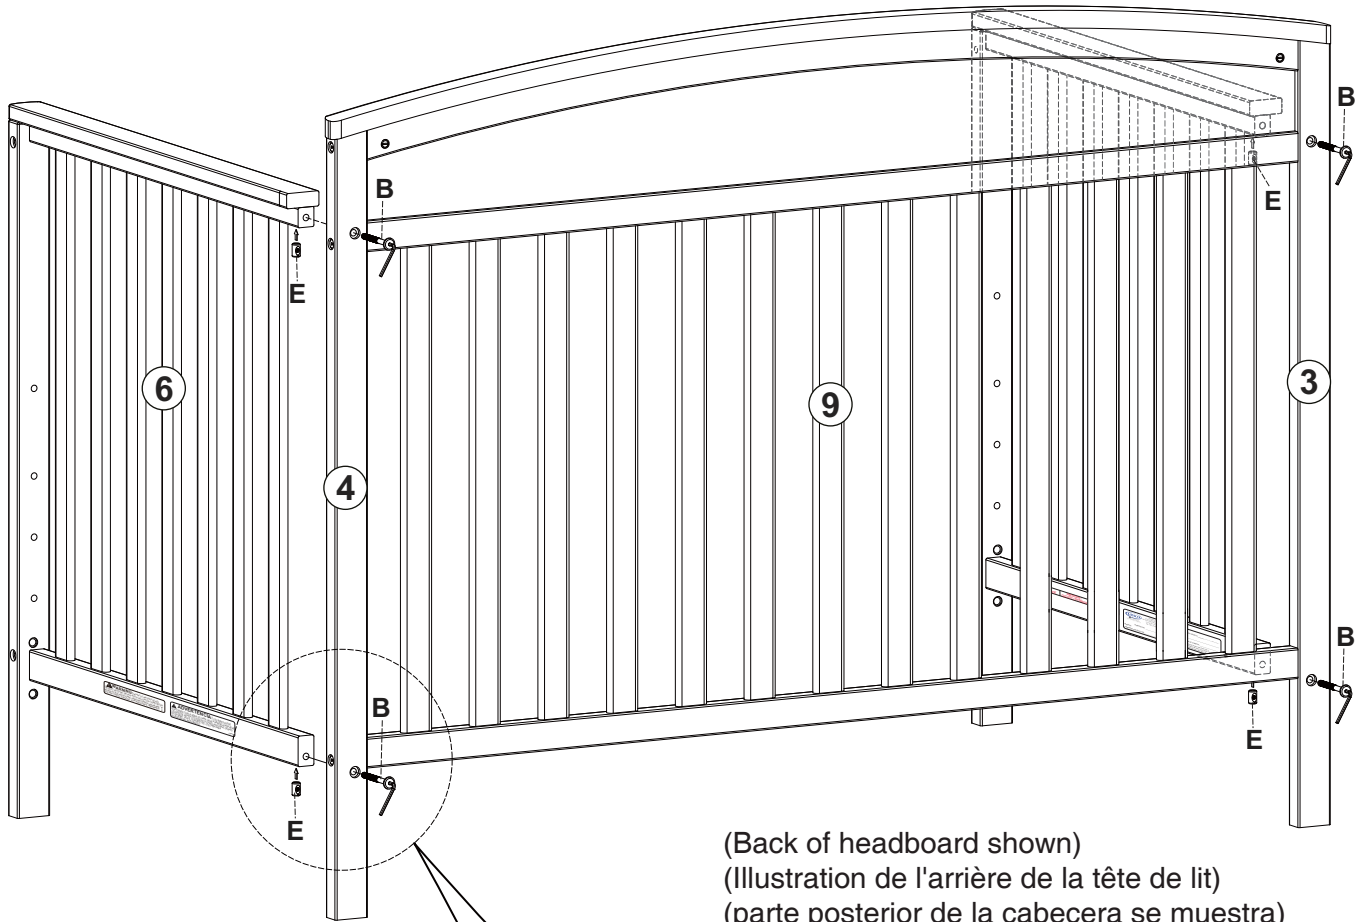 B
B
E
E
6
9
3
4
B
B
E
E
(Back of headboard shown)
(Illustration de l'arrière de la tête de lit)
(parte posterior de la cabecera se muestra)